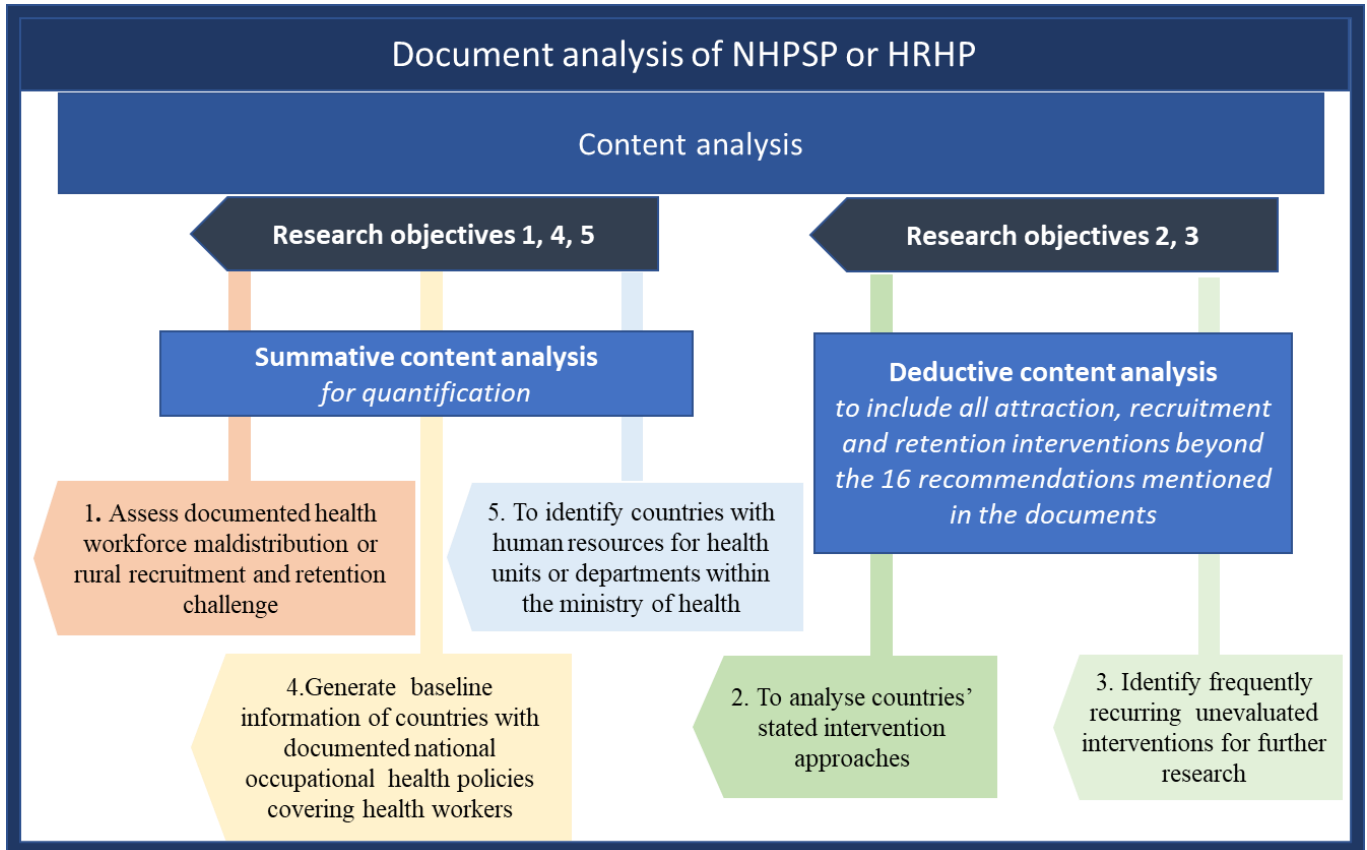 Document analysis of NHPSP or HRHP
Content analysis
Research objectives 1, 4, 5
Summative content analysis
for quantification
1. Assess documented health
workforce maldistribution or
rural recruitment and retention
challenge
5. To identify countries with
human resources for health
units or departments within
the ministry of health
4.Generate baseline
information of countries with
documented national
occupational health policies
covering health workers
Research objectives 2, 3
Deductive content analysis
to include all attraction, recruitment
and retention interventions beyond
the 16 recommendations mentioned
in the documents
2. To analyse countries’
stated intervention
approaches
3. Identify frequently
recurring unevaluated
interventions for further
research